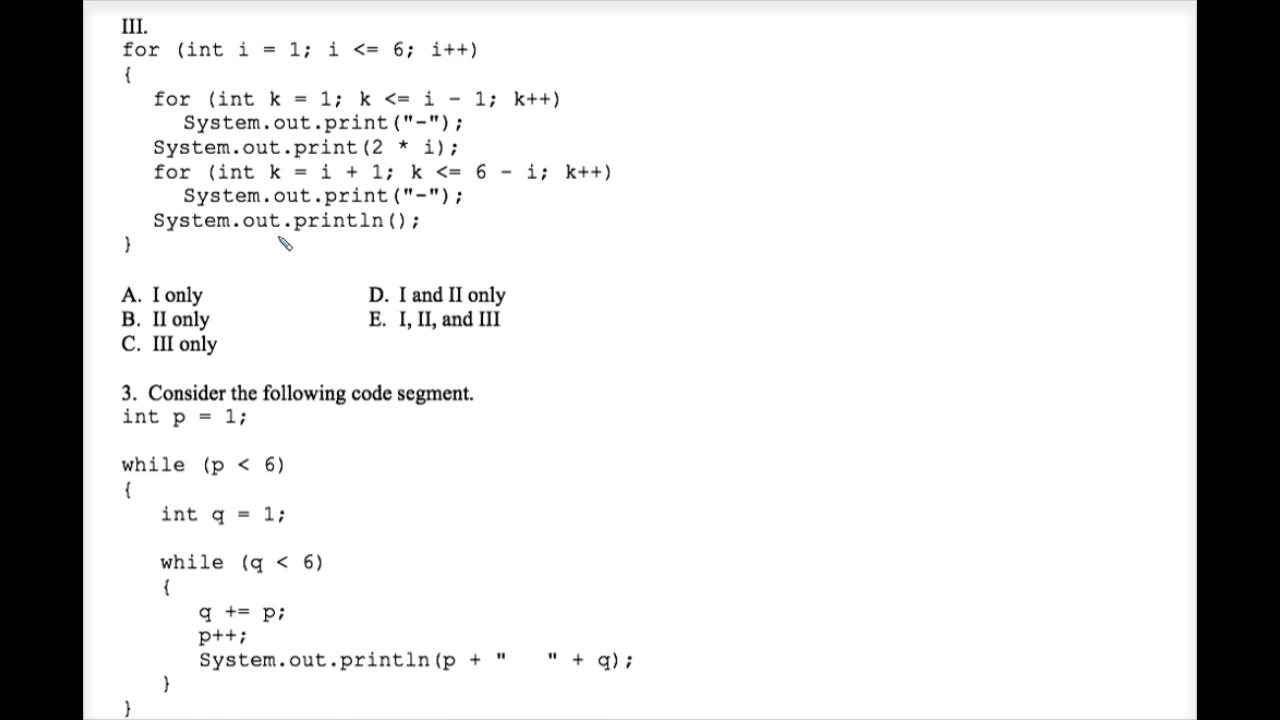 III.
for (int i = 1; i <= 6; i++)
{
   for (int k = 1; k <= i - 1; k++)
      System.out.print("-");
   System.out.print(2 * i);
   for (int k = i + 1; k <= 6 - i; k++)
      System.out.print("-");
   System.out.println();
}
A. I only D. I and II only
B. II only E. I, II, and III
C. III only
3. Consider the following code segment.
int p = 1;
while (p < 6)
{
   int q = 1;
   while (q < 6)
   {
      q += p;
      p++;
      System.out.println(p + "   " + q);
   }
}